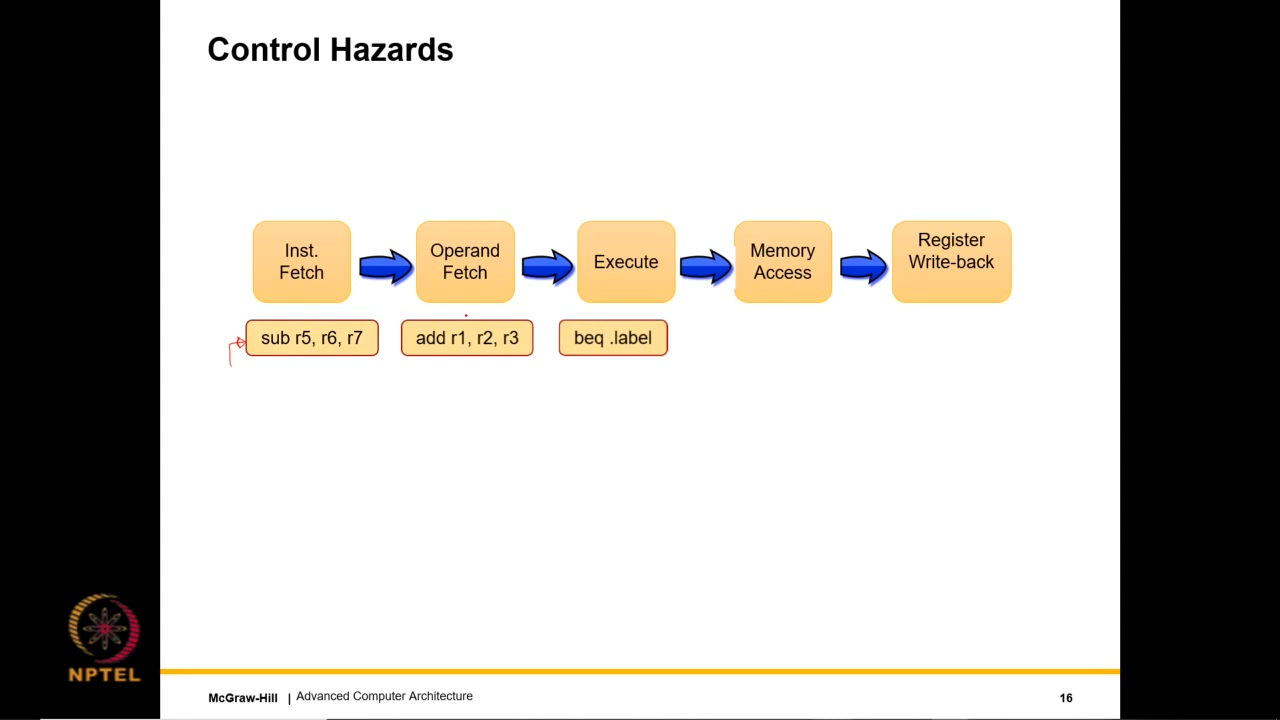 Control Hazards
Inst.
Fetch
Operand
Fetch
Execute
Memory
Access
Register
Write-back
sub r5, r6, r7
add r1, r2, r3
beq .label
NPTEL
McGraw-Hill | Advanced Computer Architecture
16